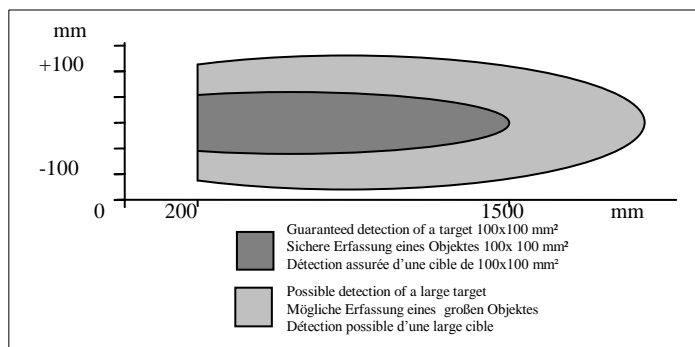 mm
+100
-100
0 200 1500 mm
Guaranteed detection of a target 100x100 mm²
Sichere Erfassung eines Objektes 100x 100 mm²
Détection assurée d'une cible de 100x100 mm²
Possible detection of a large target
Mögliche Erfassung eines großen Objektes
Détection possible d'une large cible